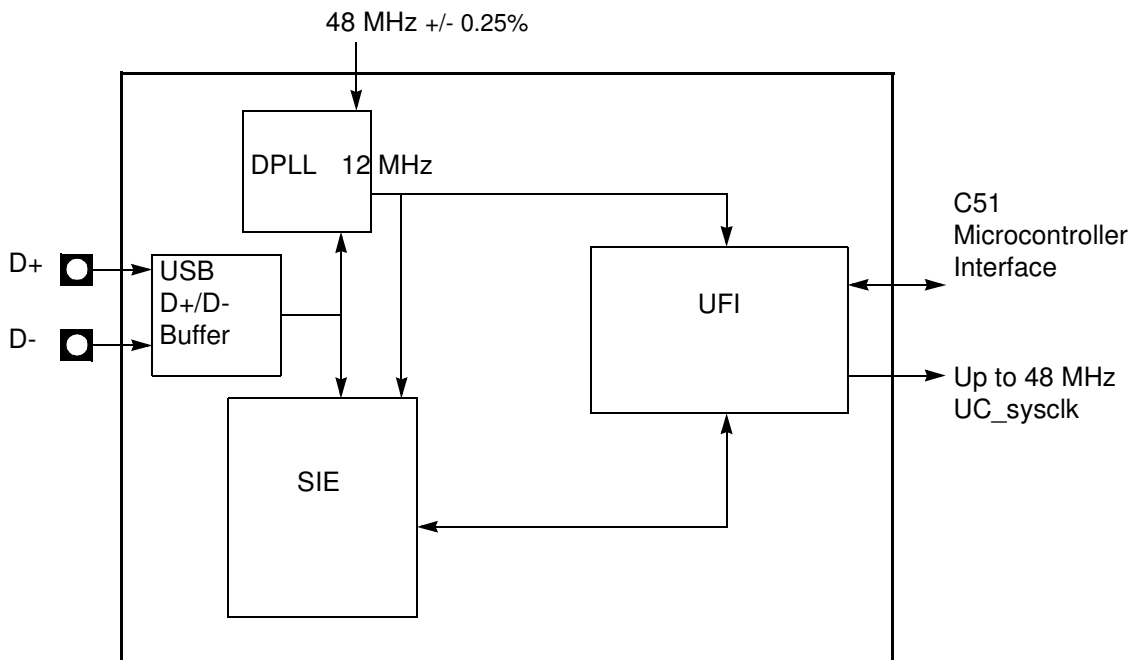 48 MHz +/- 0.25%
DPLL 12 MHz
C51
Microcontroller
Interface
D+
USB
D+/D-
Buffer
D-
UFI
Up to 48 MHz
UC_sysclk
SIE